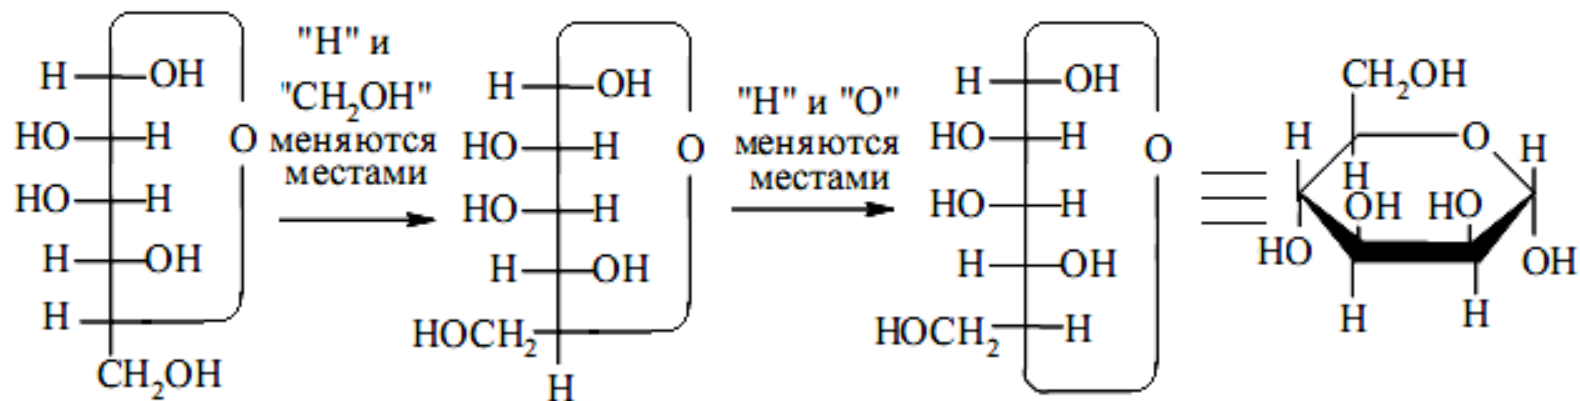 H OH
HO H
HO H
H OH
H
CH₂OH
O
"H" и
"CH₂OH"
меняются
местами
H OH
HO H
HO H
H OH
HOCH₂
H
O
"H" и "O"
меняются
местами
H OH
HO H
HO H
H OH
HOCH₂ H
O
CH₂OH
H O H
H
OH HO
HO OH
H H